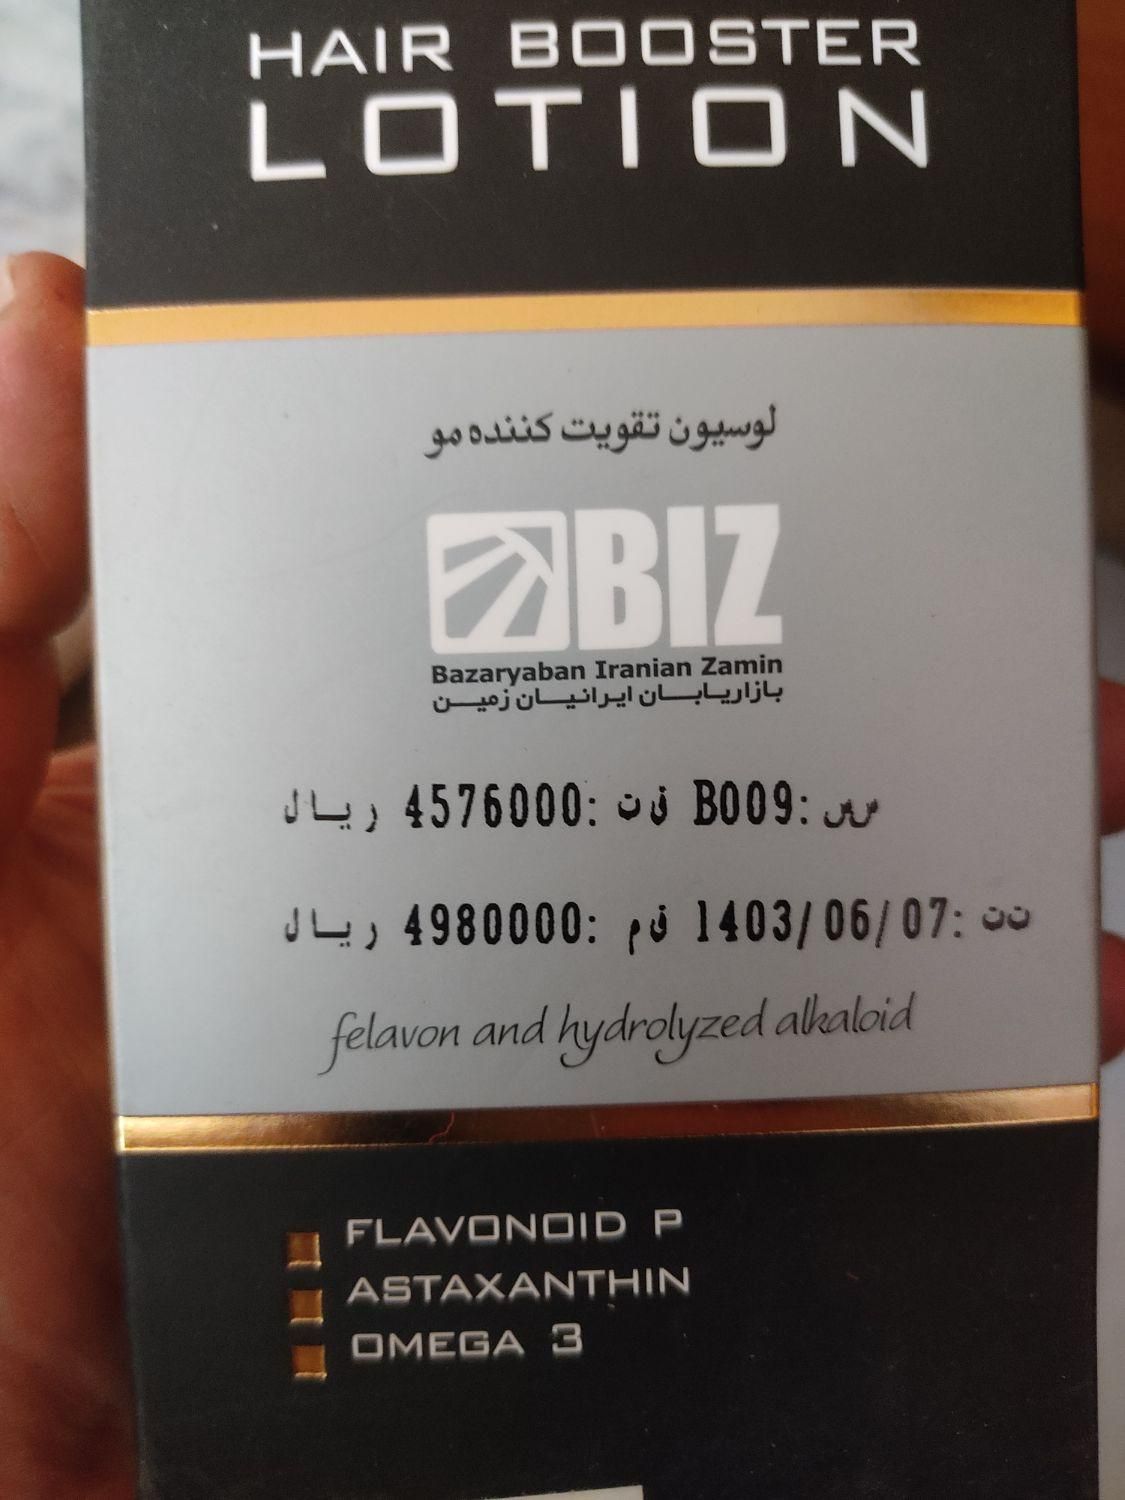 HAIR BOOSTER
LOTION
لوسیون تقویت کننده مو
BIZ
Bazaryaban Iranian Zamin
بازاریابان ایرانیان زمین
س س: B009 ق ت: 4576000 ریال
ت ت: 1403/06/07 ق م: 4980000 ریال
felavon and hydrolyzed alkaloid
FLAVONOID P
ASTAXANTHIN
OMEGA 3